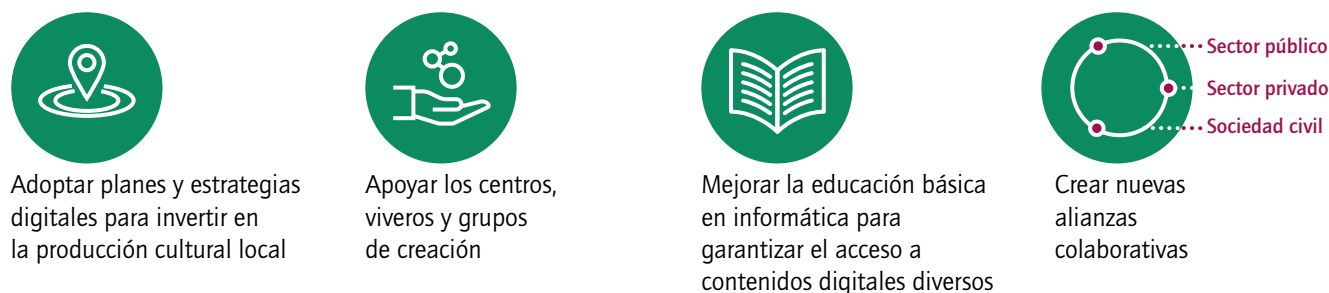 Sector público
Sector privado
Sociedad civil
Adoptar planes y estrategias
digitales para invertir en
la producción cultural local
Apoyar los centros,
viveros y grupos
de creación
Mejorar la educación básica
en informática para
garantizar el acceso a
contenidos digitales diversos
Crear nuevas
alianzas
colaborativas